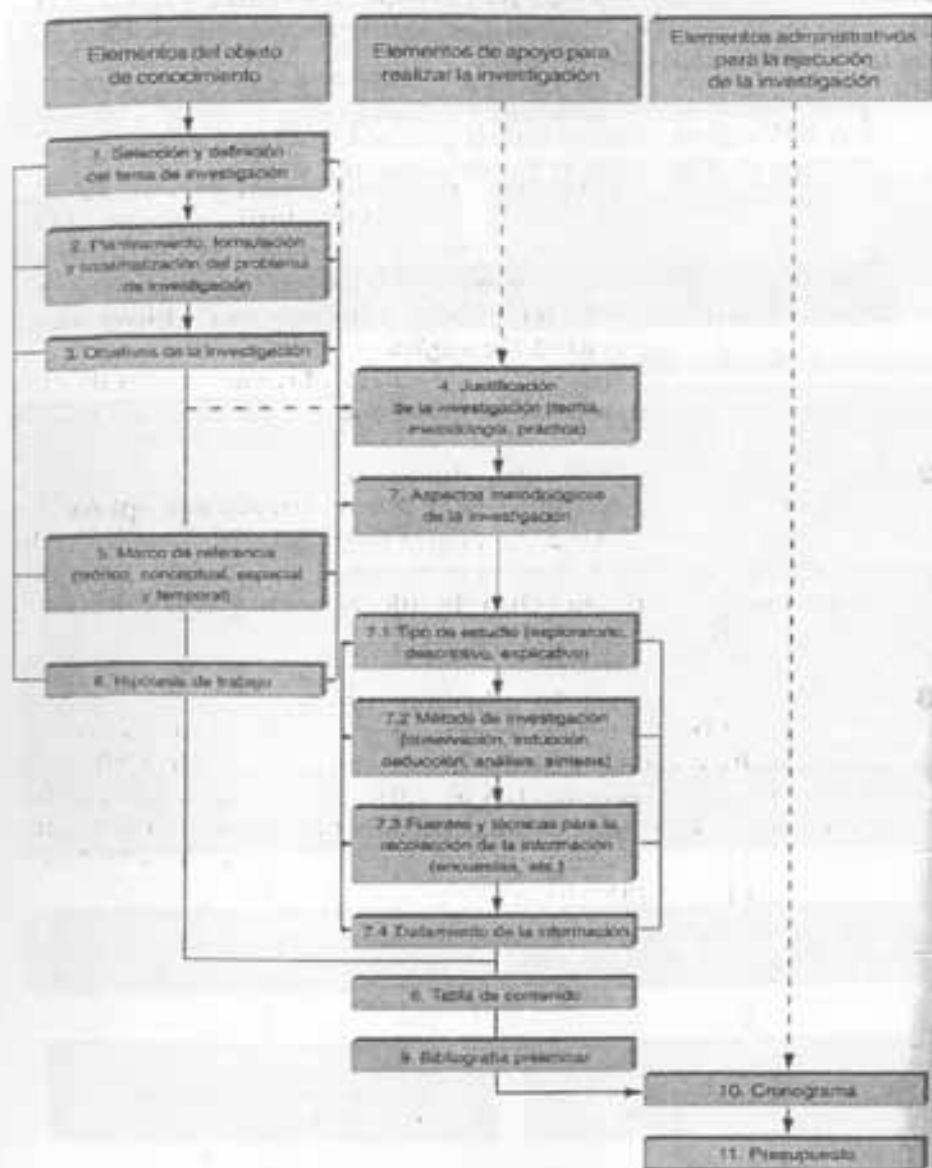 Elementos del objeto
de conocimiento
Elementos de apoyo para
realizar la investigación
Elementos administrativos
para la ejecución
de la investigación
1. Selección y definición
del tema de investigación
2. Planteamiento, formulación
y sistematización del problema
de investigación
3. Objetivos de la investigación
4. Justificación
de la investigación (teoría,
metodología, práctica)
7. Aspectos metodológicos
de la investigación
5. Marco de referencia
(teórico, conceptual, espacial
y temporal)
7.1 Tipo de estudio (exploratorio,
descriptivo, explicativo)
6. Hipótesis de trabajo
7.2 Método de investigación
(observación, inducción,
deducción, análisis, síntesis)
7.3 Fuentes y técnicas para la
recolección de la información
(encuestas, etc.)
7.4 Tratamiento de la información
8. Tabla de contenido
9. Bibliografía preliminar
10. Cronograma
11. Presupuesto